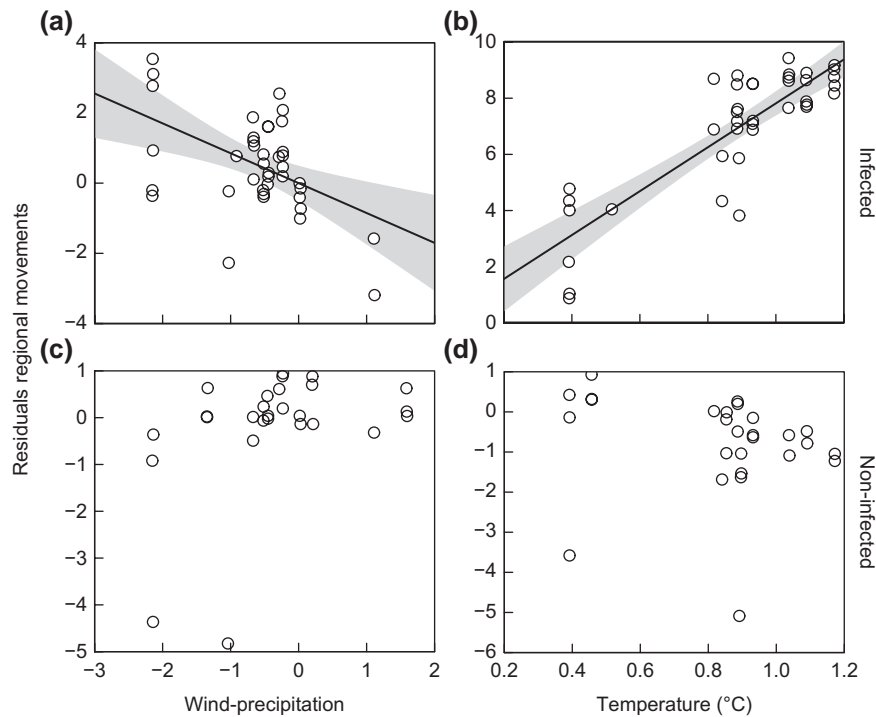 (a)
(b)
4
2
0
−2
−4
10
8
6
4
2
0
Infected
Residuals regional movements
(c)
(d)
1
0
−1
−2
−3
−4
−5
1
0
−1
−2
−3
−4
−5
−6
Non-infected
−3 −2 −1 0 1 2
0.2 0.4 0.6 0.8 1.0 1.2
Wind-precipitation
Temperature (°C)